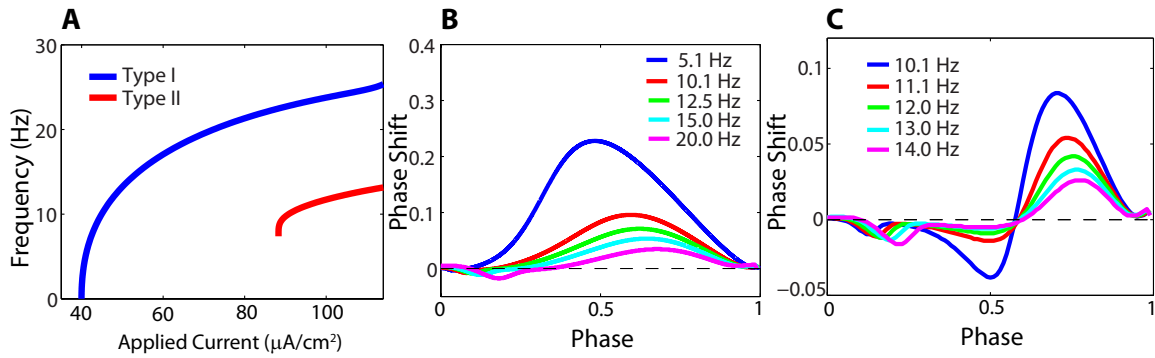 A
Frequency (Hz)
30
20
10
0
40
60
80
100
Applied Current (μA/cm²)
Type I
Type II
B
Phase Shift
0.4
0.3
0.2
0.1
0
0
0.5
1
Phase
5.1 Hz
10.1 Hz
12.5 Hz
15.0 Hz
20.0 Hz
C
Phase Shift
0.1
0.05
0
−0.05
0
0.5
1
Phase
10.1 Hz
11.1 Hz
12.0 Hz
13.0 Hz
14.0 Hz